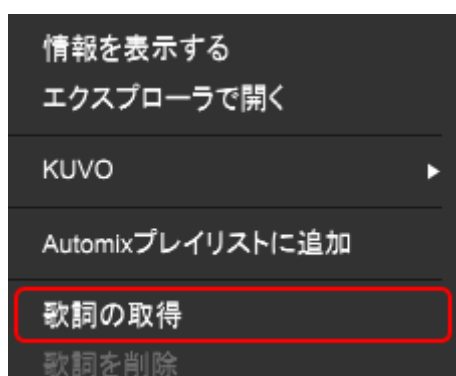 情報を表示する
エクスプローラで開く
KUVO
Automixプレイリストに追加
歌詞の取得
歌詞を削除